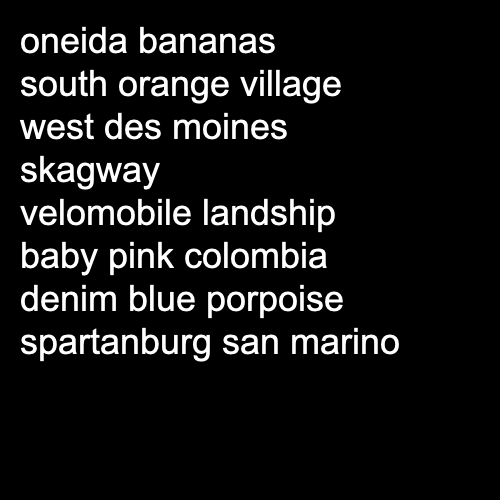 oneida bananas
south orange village
west des moines
skagway
velomobile landship
baby pink colombia
denim blue porpoise
spartanburg san marino